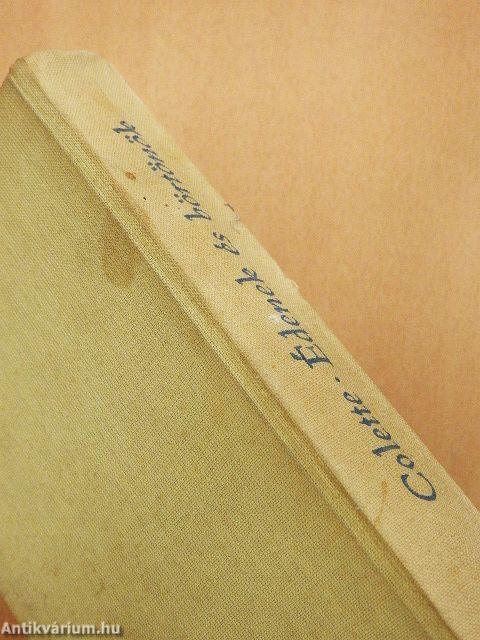 Colette • Édenek és börtönök
Antikvárium.hu